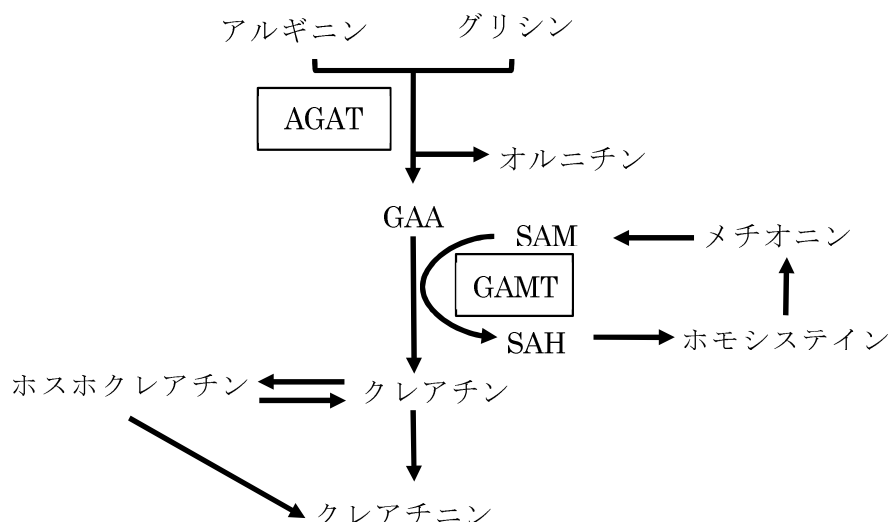 アルギニン グリシン
AGAT
オルニチン
GAA
SAM メチオニン
GAMT
SAH ホモシステイン
ホスホクレアチン クレアチン
クレアチニン